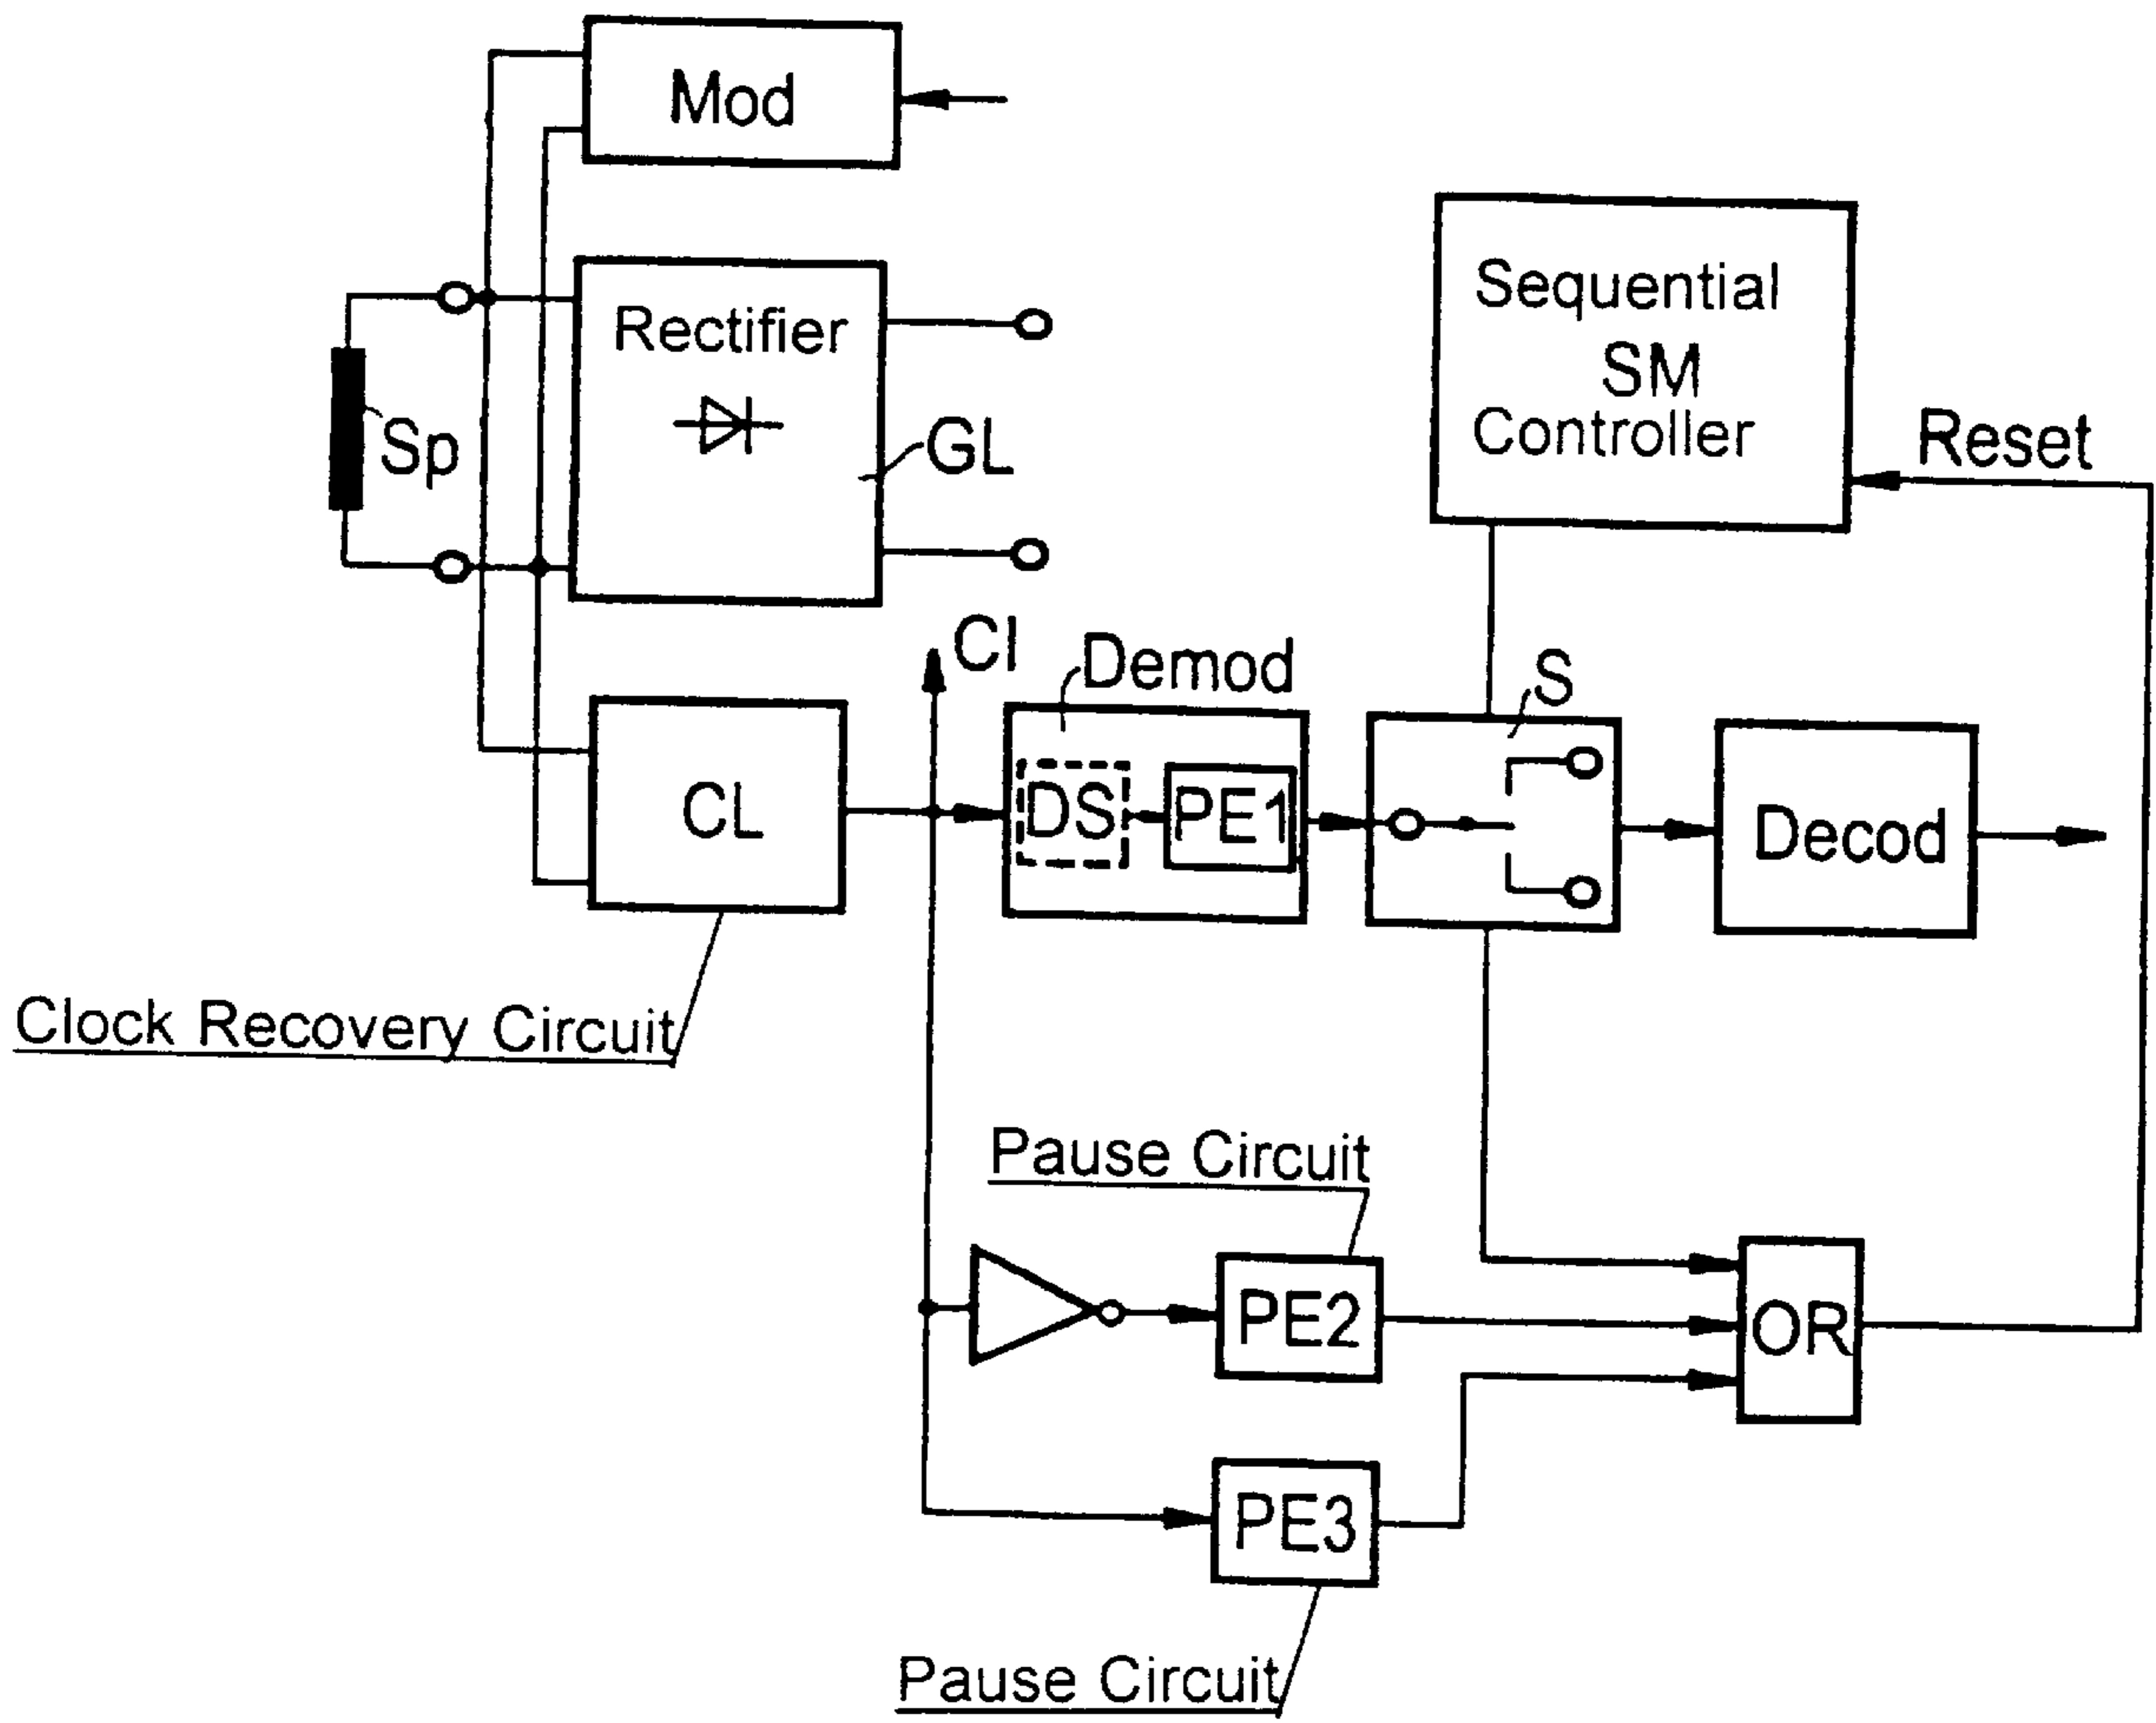 Mod
Sequential
SM
Controller
Rectifier
Reset
Sp
GL
Cl
Demod
S
CL
DS
PE1
Decod
Clock Recovery Circuit
Pause Circuit
PE2
OR
PE3
Pause Circuit